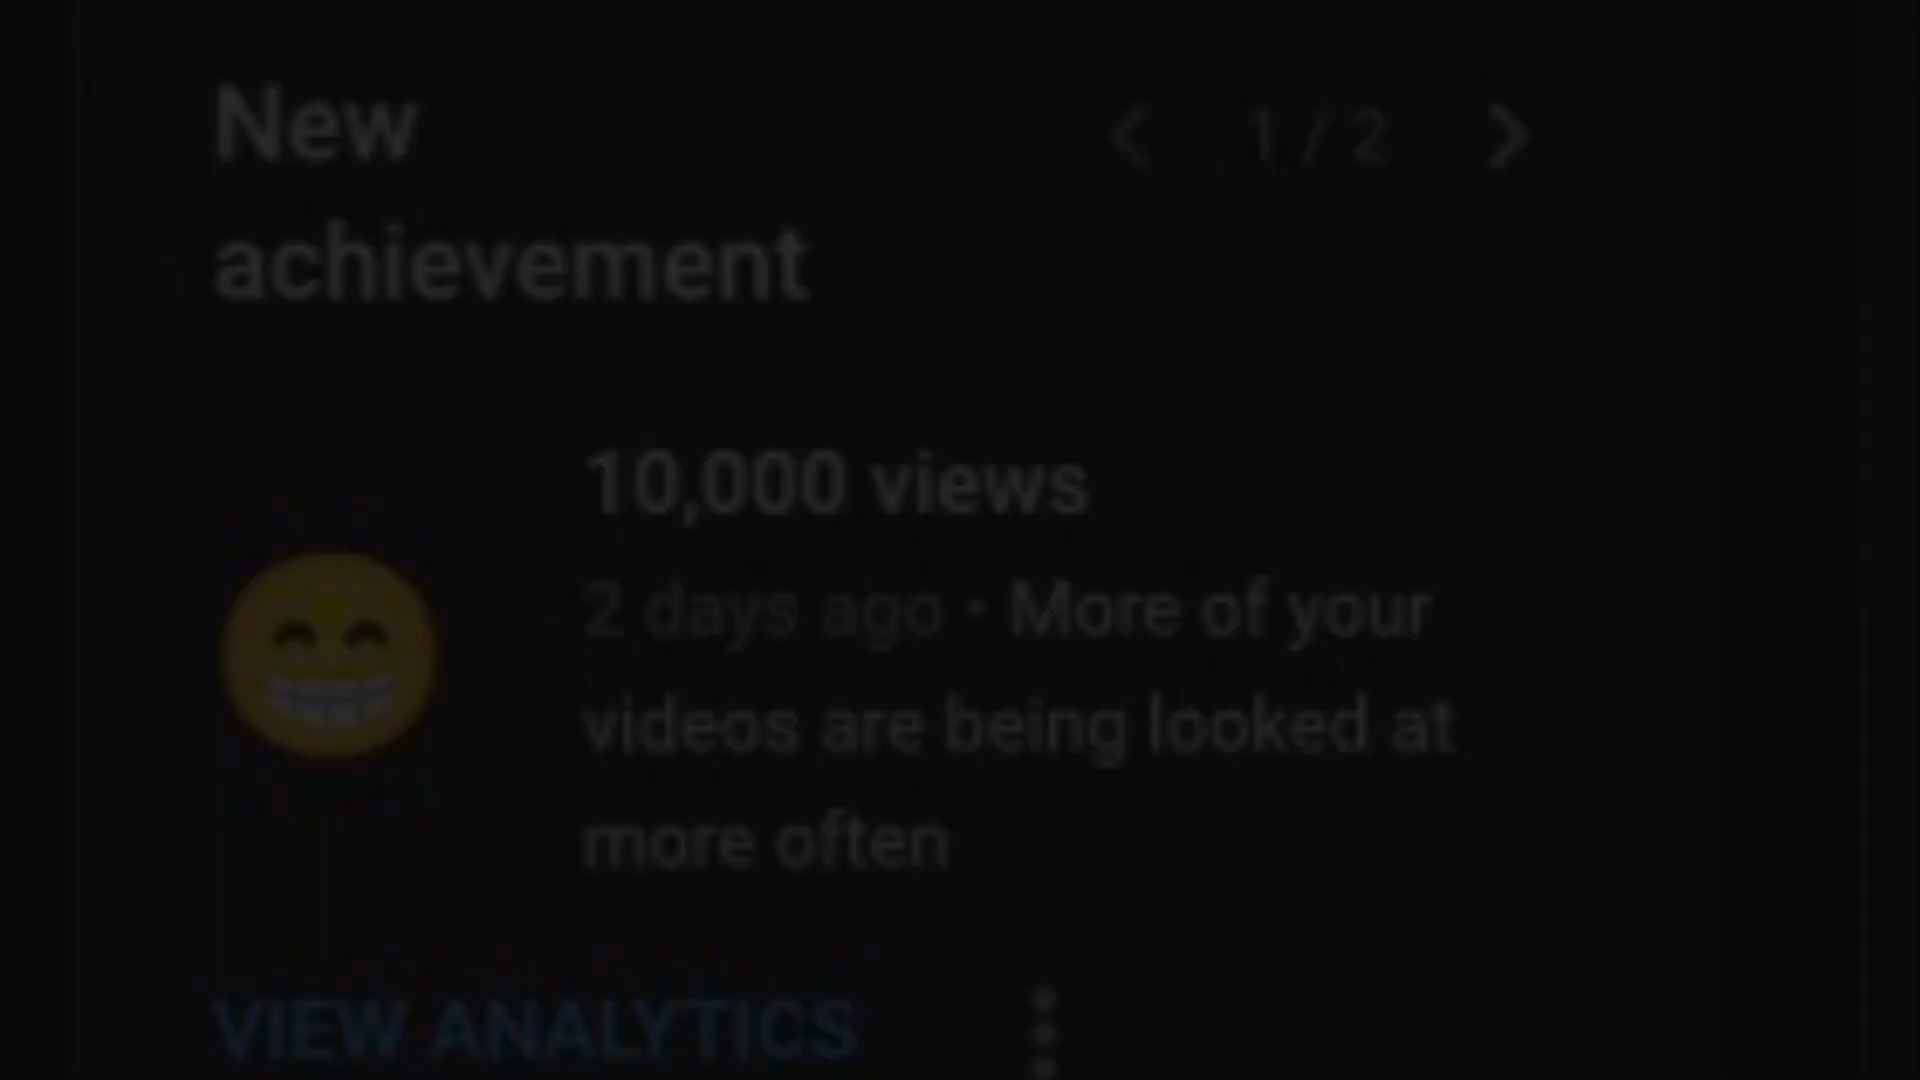 New
achievement
1 / 2
10,000 views
2 days ago • More of your
videos are being looked at
more often
VIEW ANALYTICS